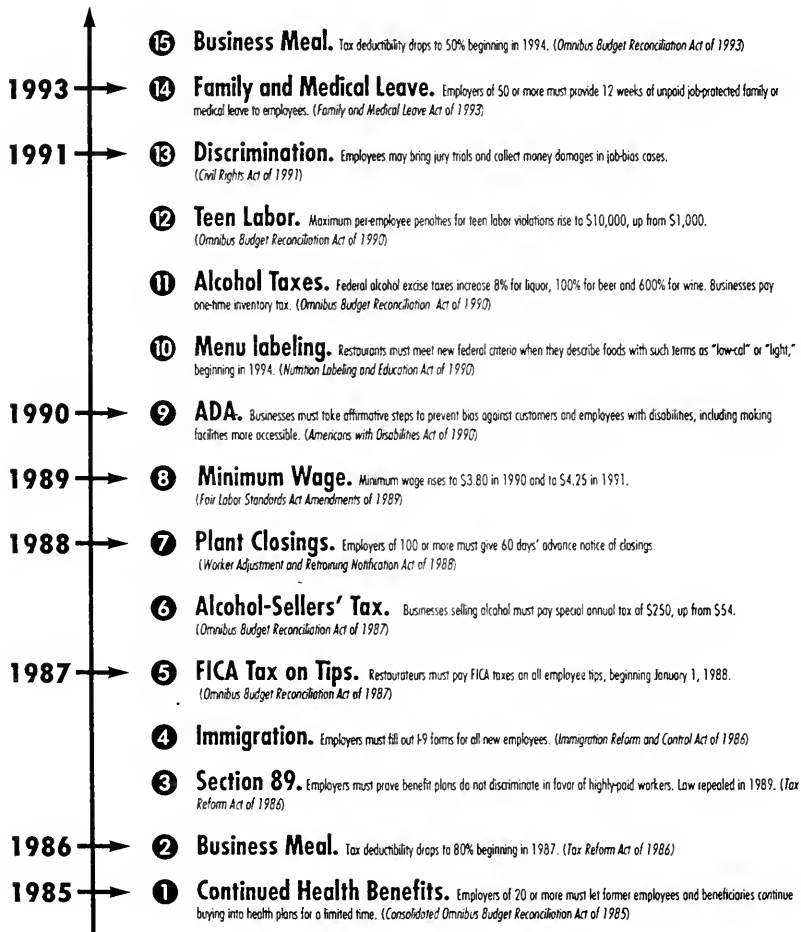 15 Business Meal. Tax deductibility drops to 50% beginning in 1994. (Omnibus Budget Reconciliation Act of 1993)
1993 14 Family and Medical Leave. Employers of 50 or more must provide 12 weeks of unpaid job-protected family or
medical leave to employees. (Family and Medical Leave Act of 1993)
1991 13 Discrimination. Employees may bring jury trials and collect money damages in job-bias cases.
(Civil Rights Act of 1991)
12 Teen Labor. Maximum per-employee penalties for teen labor violations rise to $10,000, up from $1,000.
(Omnibus Budget Reconciliation Act of 1990)
11 Alcohol Taxes. Federal alcohol excise taxes increase 8% for liquor, 100% for beer and 600% for wine. Businesses pay
one-time inventory tax. (Omnibus Budget Reconciliation Act of 1990)
10 Menu labeling. Restaurants must meet new federal criteria when they describe foods with such terms as "low-cal" or "light,"
beginning in 1994. (Nutrition Labeling and Education Act of 1990)
1990 9 ADA. Businesses must take affirmative steps to prevent bias against customers and employees with disabilities, including making
facilities more accessible. (Americans with Disabilities Act of 1990)
1989 8 Minimum Wage. Minimum wage rises to $3.80 in 1990 and to $4.25 in 1991.
(Fair Labor Standards Act Amendments of 1989)
1988 7 Plant Closings. Employers of 100 or more must give 60 days' advance notice of closings.
(Worker Adjustment and Retraining Notification Act of 1988)
6 Alcohol-Sellers' Tax. Businesses selling alcohol must pay special annual tax of $250, up from $54.
(Omnibus Budget Reconciliation Act of 1987)
1987 5 FICA Tax on Tips. Restaurateurs must pay FICA taxes on all employee tips, beginning January 1, 1988.
(Omnibus Budget Reconciliation Act of 1987)
4 Immigration. Employers must fill out I-9 forms for all new employees. (Immigration Reform and Control Act of 1986)
3 Section 89. Employers must prove benefit plans do not discriminate in favor of highly-paid workers. Law repealed in 1989. (Tax
Reform Act of 1986)
1986 2 Business Meal. Tax deductibility drops to 80% beginning in 1987. (Tax Reform Act of 1986)
1985 1 Continued Health Benefits. Employers of 20 or more must let former employees and beneficiaries continue
buying into health plans for a limited time. (Consolidated Omnibus Budget Reconciliation Act of 1985)